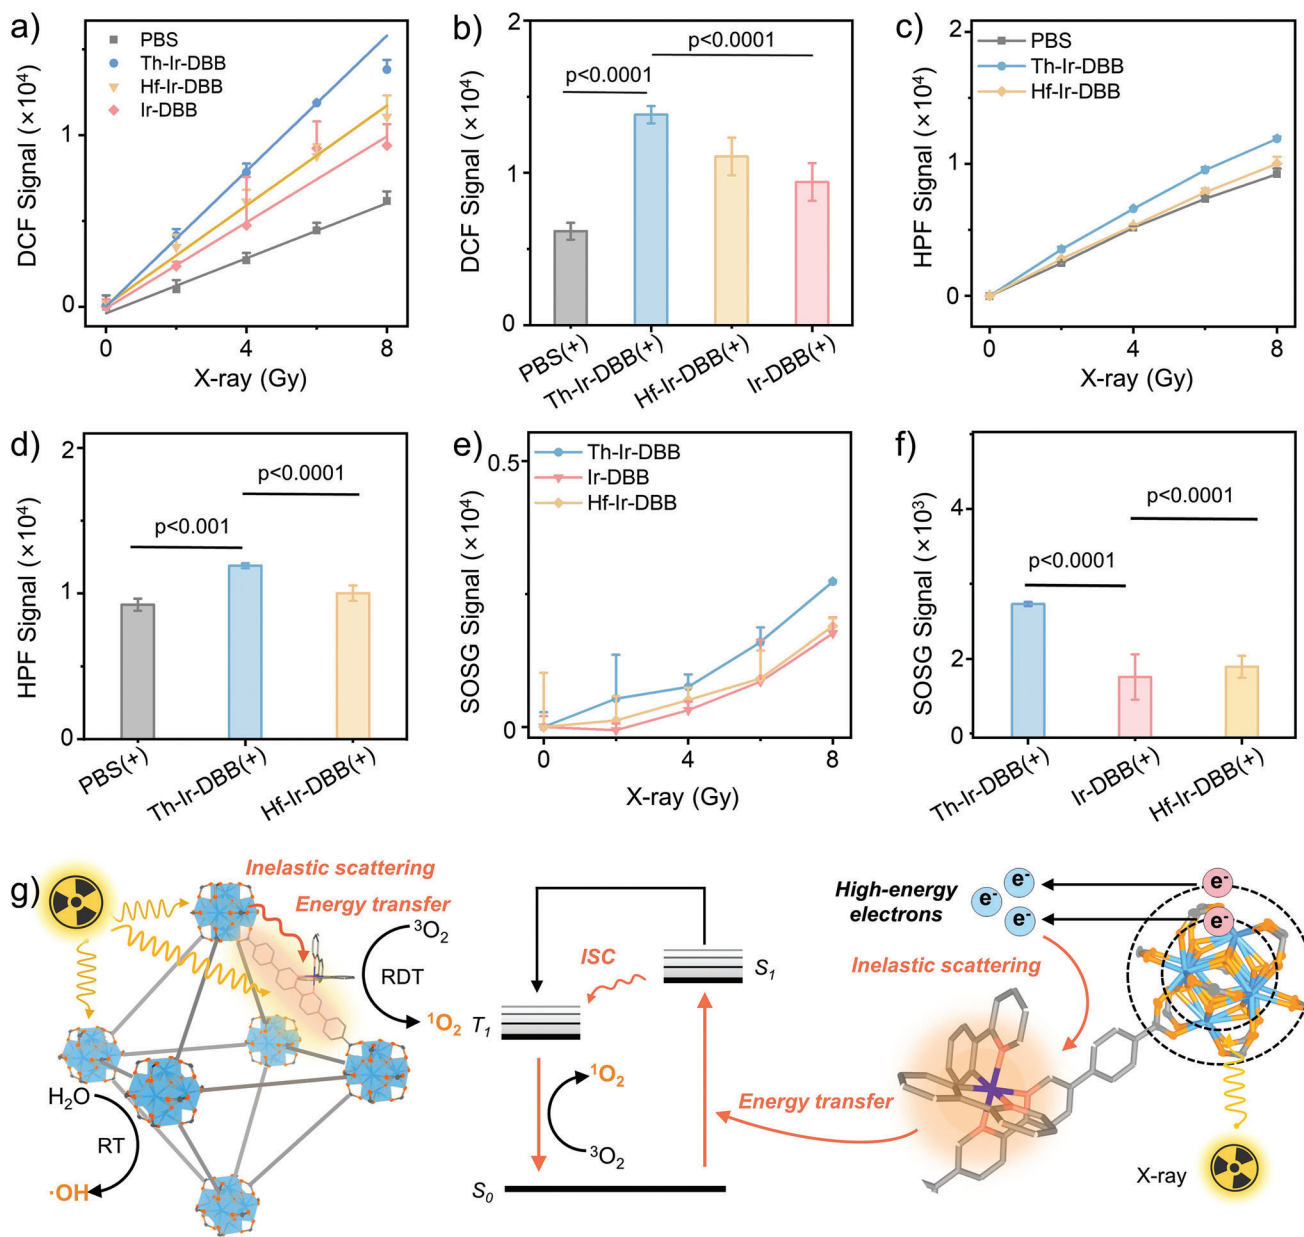 a)
DCF Signal (×10⁴)
1
0
PBS
Th-Ir-DBB
Hf-Ir-DBB
Ir-DBB
0
4
8
X-ray (Gy)
b)
DCF Signal (×10⁴)
2
1
0
p<0.0001
p<0.0001
PBS(+)
Th-Ir-DBB(+)
Hf-Ir-DBB(+)
Ir-DBB(+)
c)
HPF Signal (×10⁴)
2
1
0
PBS
Th-Ir-DBB
Hf-Ir-DBB
0
4
8
X-ray (Gy)
d)
HPF Signal (×10⁴)
2
1
0
p<0.0001
p<0.001
PBS(+)
Th-Ir-DBB(+)
Hf-Ir-DBB(+)
e)
SOSG Signal (×10⁴)
0.5
0
Th-Ir-DBB
Ir-DBB
Hf-Ir-DBB
0
4
8
X-ray (Gy)
f)
SOSG Signal (×10³)
4
2
0
p<0.0001
p<0.0001
Th-Ir-DBB(+)
Ir-DBB(+)
Hf-Ir-DBB(+)
g)
Inelastic scattering
Energy transfer
³O₂
RDT
¹O₂
H₂O
RT
·OH
ISC
S₁
T₁
¹O₂
³O₂
S₀
Energy transfer
High-energy
electrons
e⁻
e⁻
e⁻
e⁻
e⁻
Inelastic scattering
X-ray